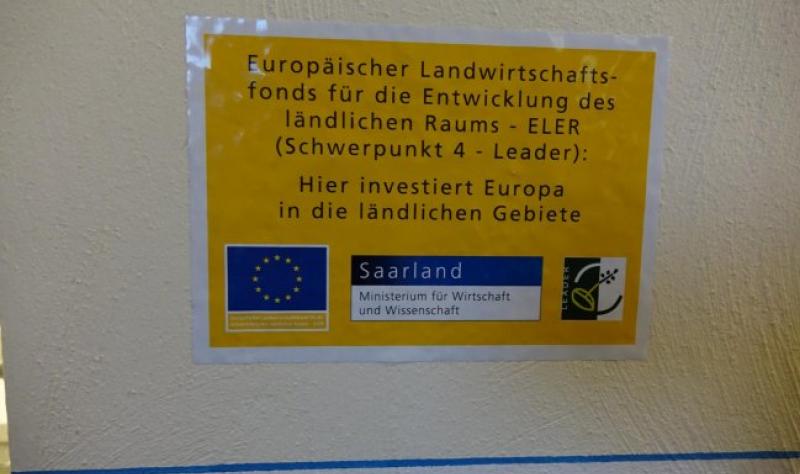 Europäischer Landwirtschafts-
fonds für die Entwicklung des
ländlichen Raums - ELER
(Schwerpunkt 4 - Leader):
Hier investiert Europa
in die ländlichen Gebiete
Saarland
Ministerium für Wirtschaft
und Wissenschaft
LEADER